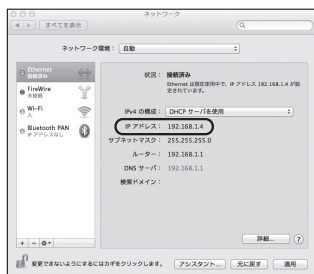 ネットワーク
すべてを表示
ネットワーク環境： 自動
Ethernet
接続済み
FireWire
未接続
Wi-Fi
入
Bluetooth PAN
IP アドレスなし
状況： 接続済み
Ethernet は現在使用中で、IP アドレス 192.168.1.4 が設
定されています。
IPv4 の構成： DHCP サーバを使用
IP アドレス： 192.168.1.4
サブネットマスク： 255.255.255.0
ルーター： 192.168.1.1
DNS サーバ： 192.168.1.1
検索ドメイン：
詳細... ?
変更できないようにするにはカギをクリックします。 アシスタント... 元に戻す 適用